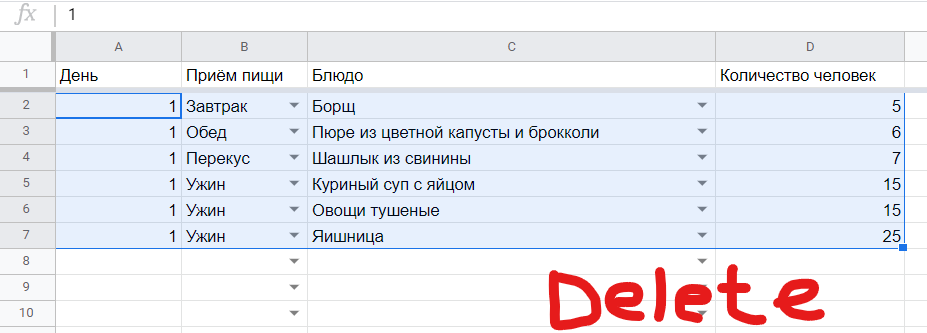 fx 1
A B C D
1 День Приём пищи Блюдо Количество человек
2 1 Завтрак Борщ 5
3 1 Обед Пюре из цветной капусты и брокколи 6
4 1 Перекус Шашлык из свинины 7
5 1 Ужин Куриный суп с яйцом 15
6 1 Ужин Овощи тушеные 15
7 1 Ужин Яишница 25
8
9
10
Delete